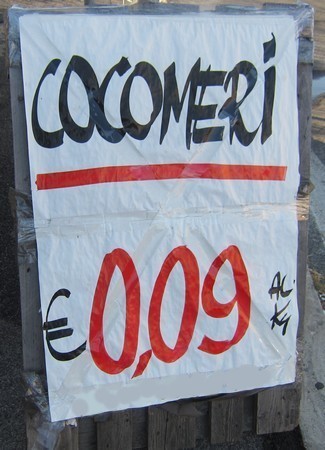 COCOMERI
€ 0,09 AL KG